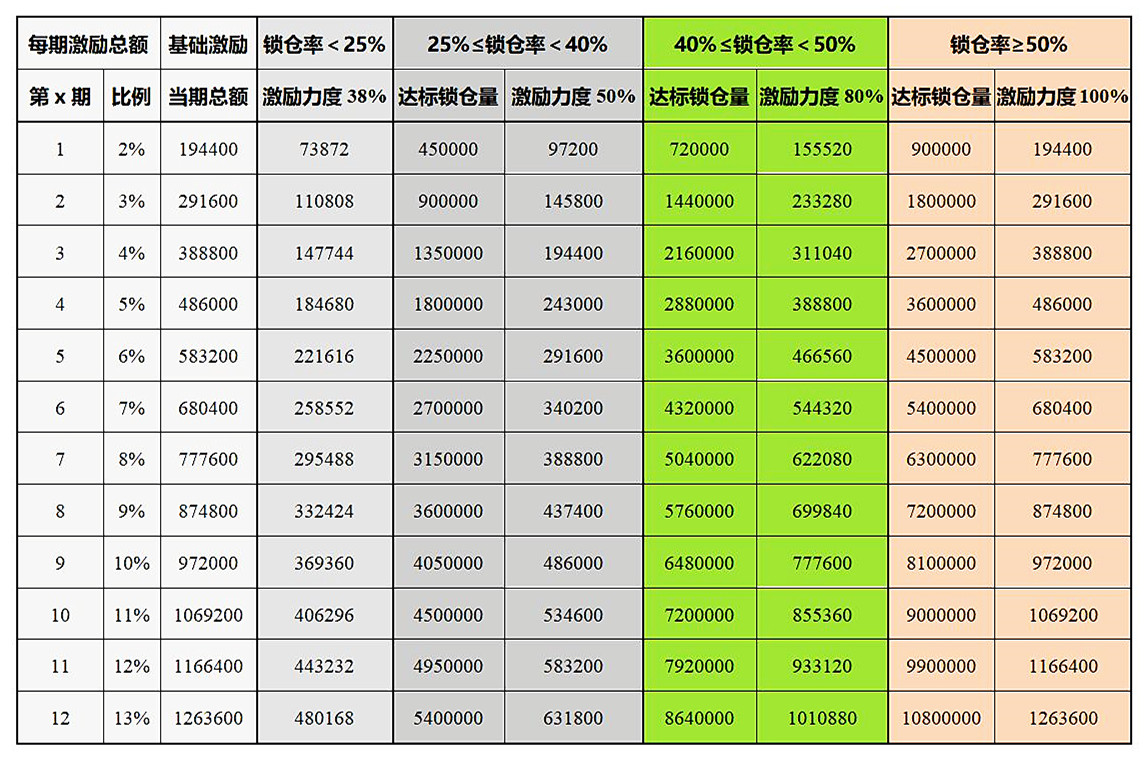 每期激励总额 基础激励 锁仓率＜25% 25%≤锁仓率＜40% 40%≤锁仓率＜50% 锁仓率≥50%
第 x 期 比例 当期总额 激励力度 38% 达标锁仓量 激励力度 50% 达标锁仓量 激励力度 80% 达标锁仓量 激励力度 100%
1 2% 194400 73872 450000 97200 720000 155520 900000 194400
2 3% 291600 110808 900000 145800 1440000 233280 1800000 291600
3 4% 388800 147744 1350000 194400 2160000 311040 2700000 388800
4 5% 486000 184680 1800000 243000 2880000 388800 3600000 486000
5 6% 583200 221616 2250000 291600 3600000 466560 4500000 583200
6 7% 680400 258552 2700000 340200 4320000 544320 5400000 680400
7 8% 777600 295488 3150000 388800 5040000 622080 6300000 777600
8 9% 874800 332424 3600000 437400 5760000 699840 7200000 874800
9 10% 972000 369360 4050000 486000 6480000 777600 8100000 972000
10 11% 1069200 406296 4500000 534600 7200000 855360 9000000 1069200
11 12% 1166400 443232 4950000 583200 7920000 933120 9900000 1166400
12 13% 1263600 480168 5400000 631800 8640000 1010880 10800000 1263600